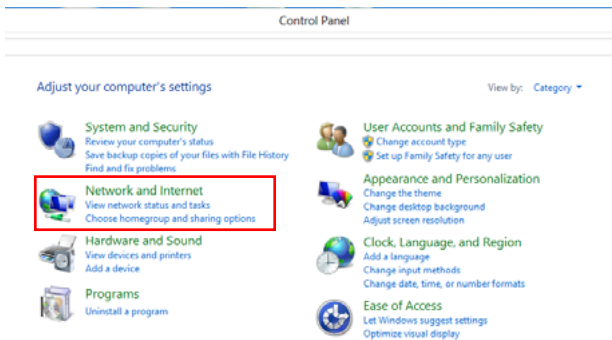 Control Panel
Adjust your computer's settings
View by: Category
System and Security
Review your computer's status
Save backup copies of your files with File History
Find and fix problems
Network and Internet
View network status and tasks
Choose homegroup and sharing options
Hardware and Sound
View devices and printers
Add a device
Programs
Uninstall a program
User Accounts and Family Safety
Change account type
Set up Family Safety for any user
Appearance and Personalization
Change the theme
Change desktop background
Adjust screen resolution
Clock, Language, and Region
Add a language
Change input methods
Change date, time, or number formats
Ease of Access
Let Windows suggest settings
Optimize visual display